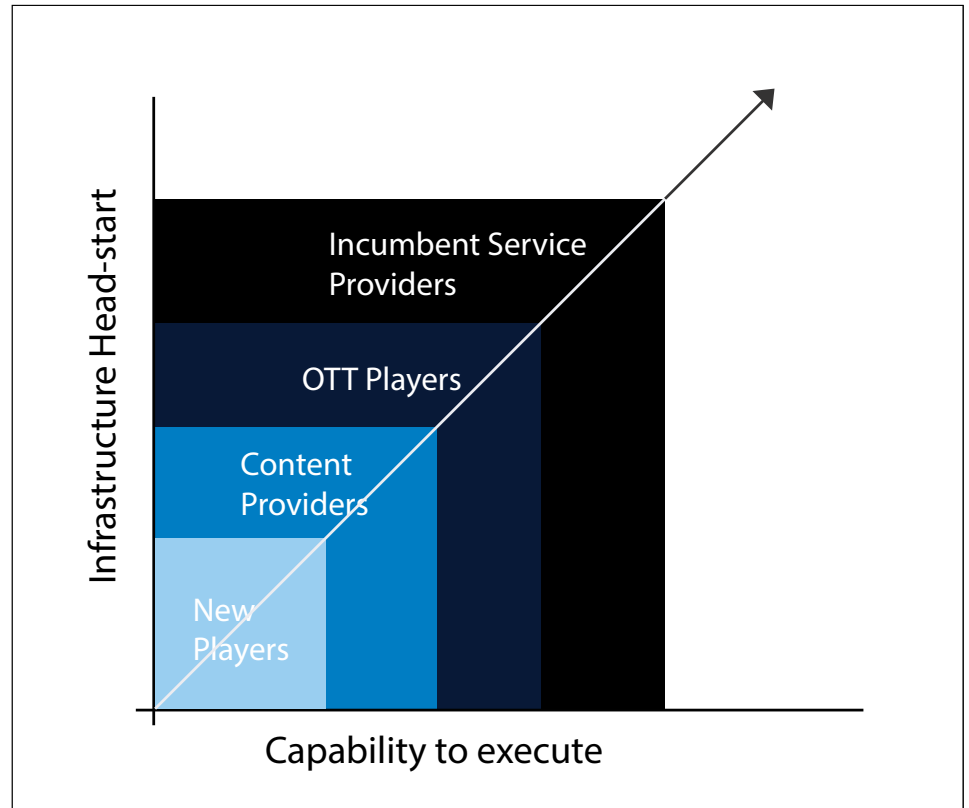 Infrastructure Head-start
Incumbent Service
Providers
OTT Players
Content
Providers
New
Players
Capability to execute